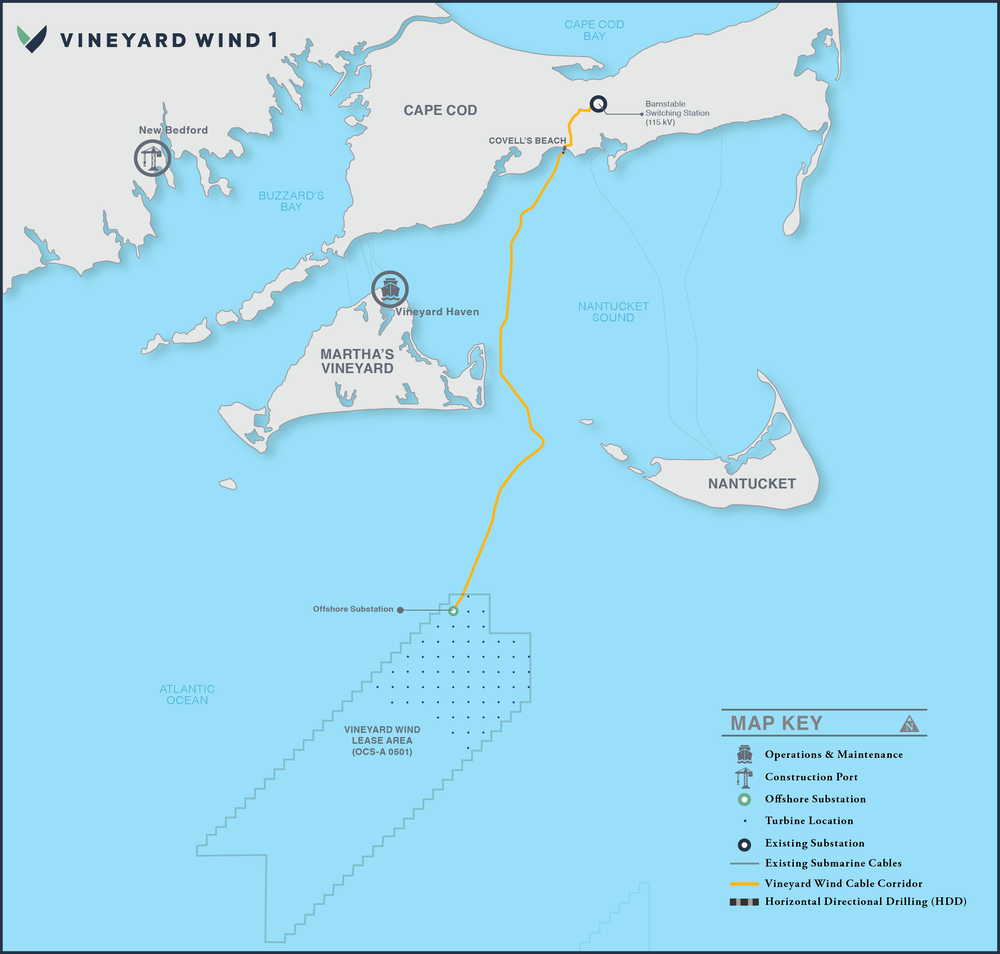 VINEYARD WIND 1
CAPE COD
BAY
CAPE COD
Barnstable
Switching Station
(115 kV)
New Bedford
COVELL'S BEACH
BUZZARD'S
BAY
Vineyard Haven
NANTUCKET
SOUND
MARTHA'S
VINEYARD
NANTUCKET
Offshore Substation
ATLANTIC
OCEAN
VINEYARD WIND
LEASE AREA
(OCS-A 0501)
MAP KEY
N
Operations & Maintenance
Construction Port
Offshore Substation
Turbine Location
Existing Substation
Existing Submarine Cables
Vineyard Wind Cable Corridor
Horizontal Directional Drilling (HDD)